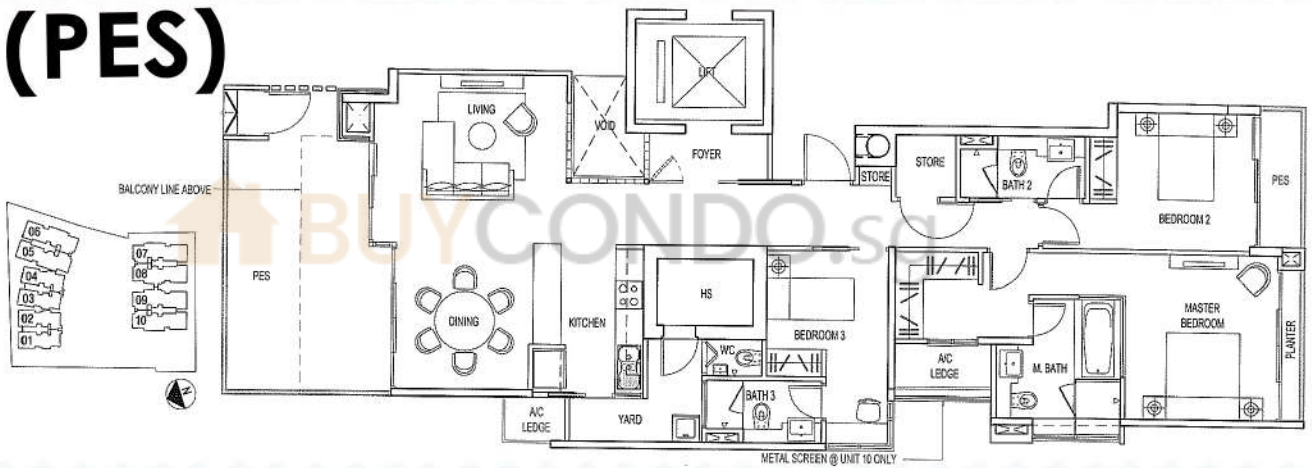 (PES)
LIVING
VOID
LIFT
FOYER
STORE
STORE
BATH 2
BEDROOM 2
PES
BALCONY LINE ABOVE
BUYCONDO.sg
PES
06
05
04
03
02
01
07
08
09
10
N
DINING
KITCHEN
HS
WC
BEDROOM 3
BATH 3
YARD
A/C
LEDGE
A/C
LEDGE
M. BATH
MASTER
BEDROOM
PLANTER
METAL SCREEN @ UNIT 10 ONLY